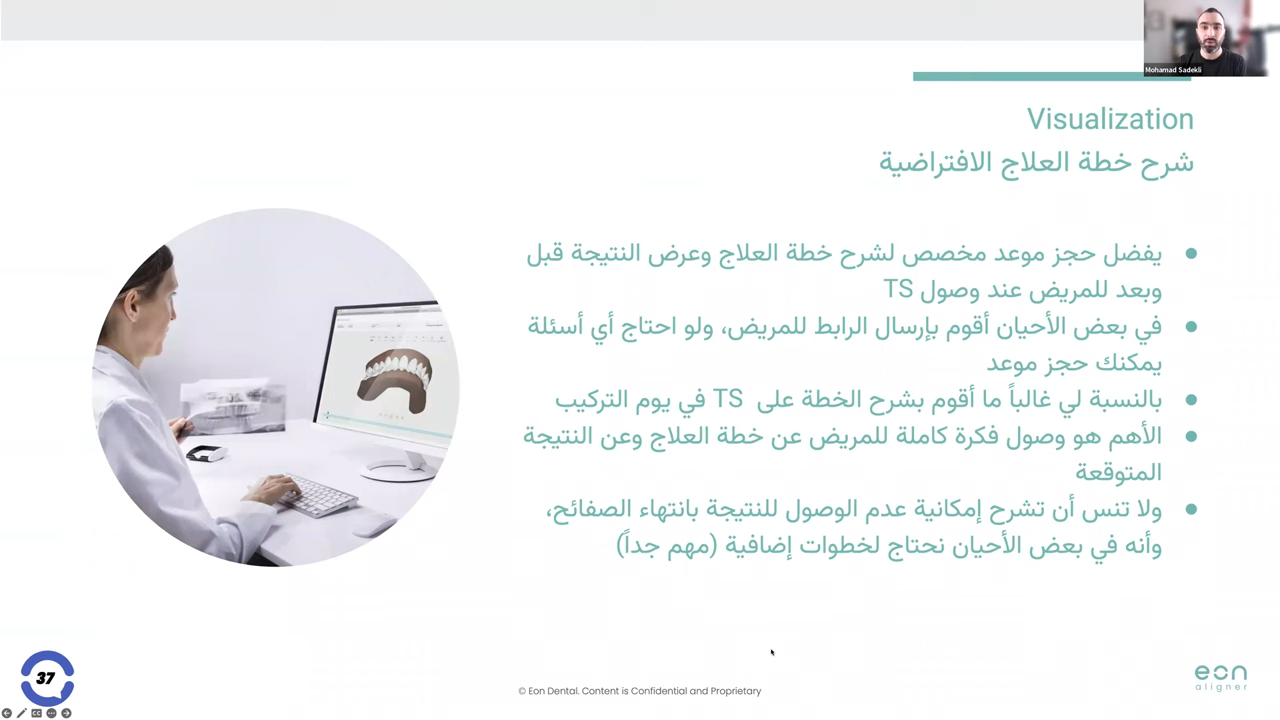 Mohamad Sadekli
Visualization
شرح خطة العلاج الافتراضية
يفضل حجز موعد مخصص لشرح خطة العلاج وعرض النتيجة قبل
وبعد للمريض عند وصول TS
في بعض الأحيان أقوم بإرسال الرابط للمريض، ولو احتاج أي أسئلة
يمكنك حجز موعد
بالنسبة لي غالباً ما أقوم بشرح الخطة على TS في يوم التركيب
الأهم هو وصول فكرة كاملة للمريض عن خطة العلاج وعن النتيجة
المتوقعة
ولا تنس أن تشرح إمكانية عدم الوصول للنتيجة بانتهاء الصفائح،
وأنه في بعض الأحيان نحتاج لخطوات إضافية (مهم جداً)
37
© Eon Dental. Content is Confidential and Proprietary
eon
aligner